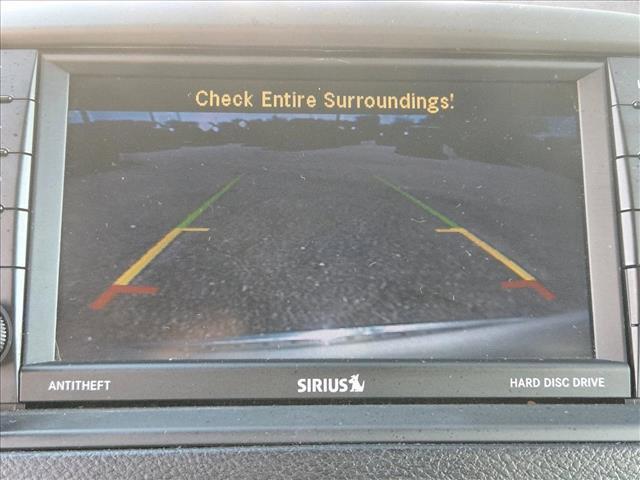 Check Entire Surroundings!
ANTITHEFT SIRIUS HARD DISC DRIVE